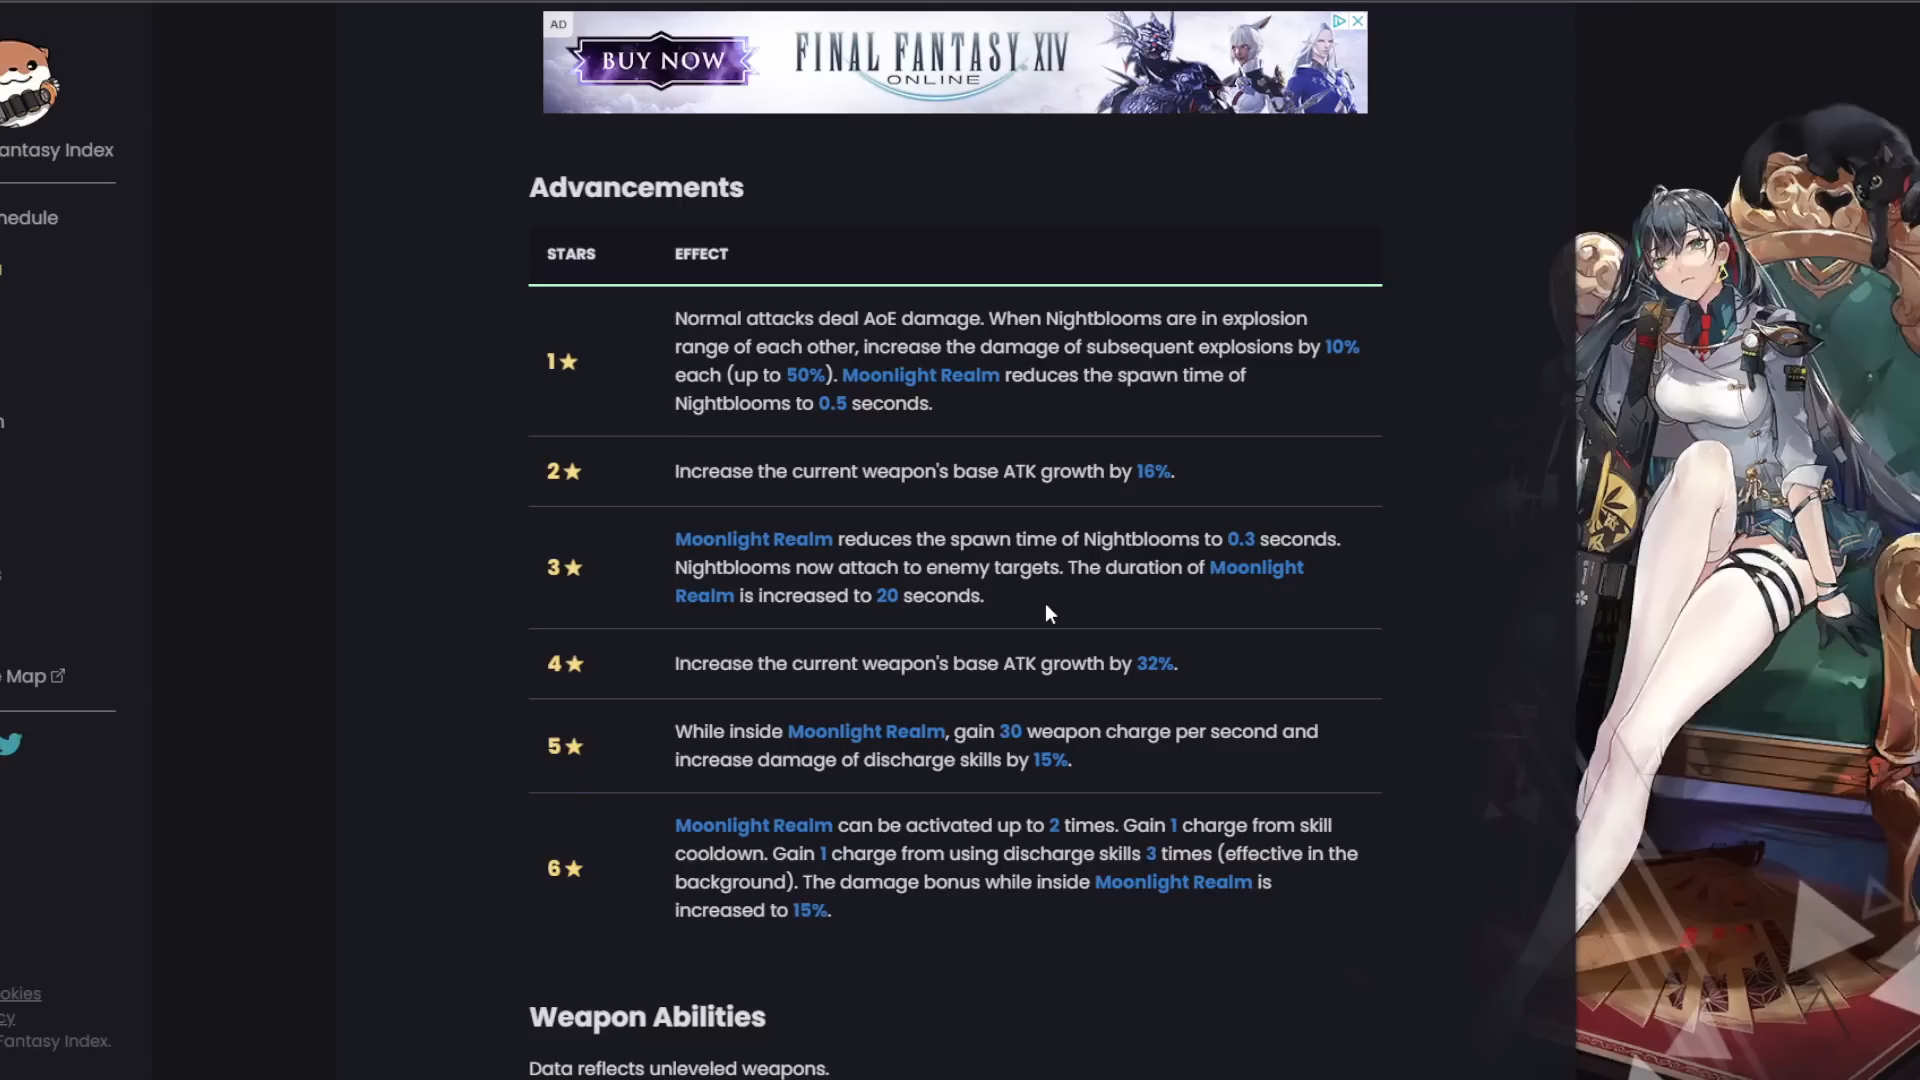 AD
BUY NOW
FINAL FANTASY XIV
ONLINE
antasy Index
hedule
Map
okies
cy
Fantasy Index.
Advancements
STARS EFFECT
1★ Normal attacks deal AoE damage. When Nightblooms are in explosion
range of each other, increase the damage of subsequent explosions by 10%
each (up to 50%). Moonlight Realm reduces the spawn time of
Nightblooms to 0.5 seconds.
2★ Increase the current weapon's base ATK growth by 16%.
3★ Moonlight Realm reduces the spawn time of Nightblooms to 0.3 seconds.
Nightblooms now attach to enemy targets. The duration of Moonlight
Realm is increased to 20 seconds.
4★ Increase the current weapon's base ATK growth by 32%.
5★ While inside Moonlight Realm, gain 30 weapon charge per second and
increase damage of discharge skills by 15%.
6★ Moonlight Realm can be activated up to 2 times. Gain 1 charge from skill
cooldown. Gain 1 charge from using discharge skills 3 times (effective in the
background). The damage bonus while inside Moonlight Realm is
increased to 15%.
Weapon Abilities
Data reflects unleveled weapons.